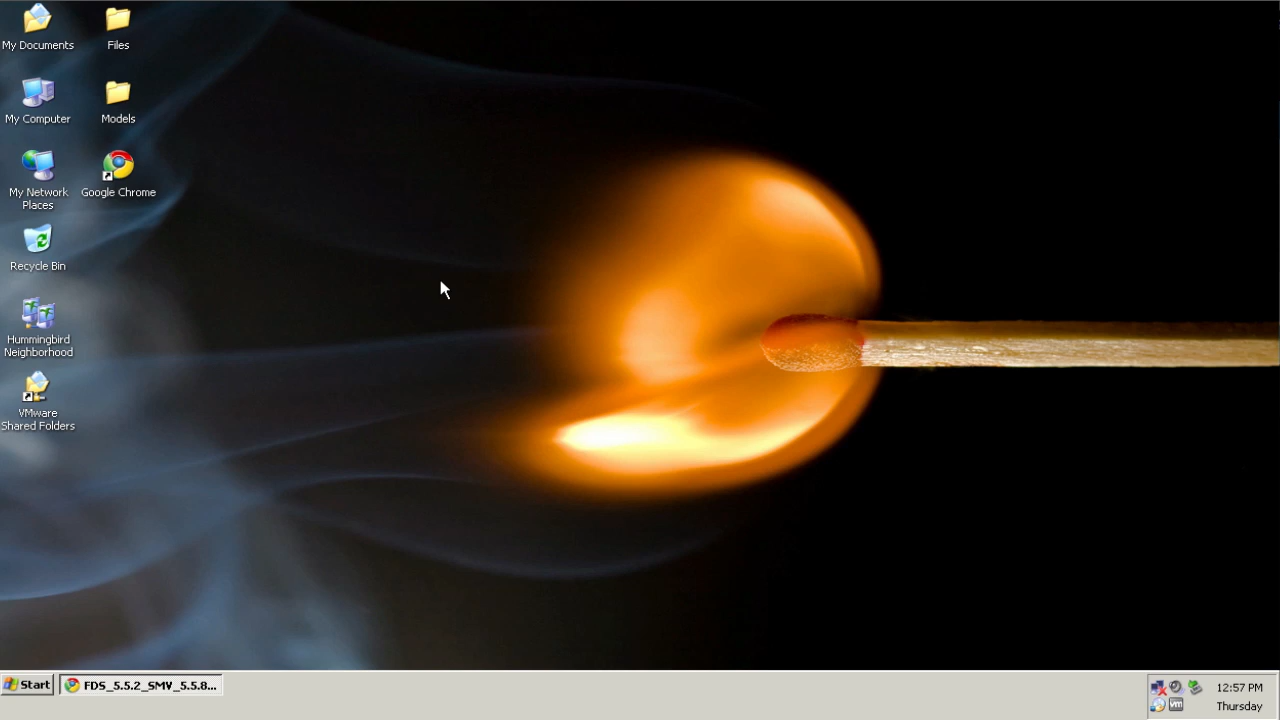 My Documents
Files
My Computer
Models
My Network
Places
Google Chrome
Recycle Bin
Hummingbird
Neighborhood
VMware
Shared Folders
Start
FDS_5.5.2_SMV_5.5.8...
vm
12:57 PM
Thursday